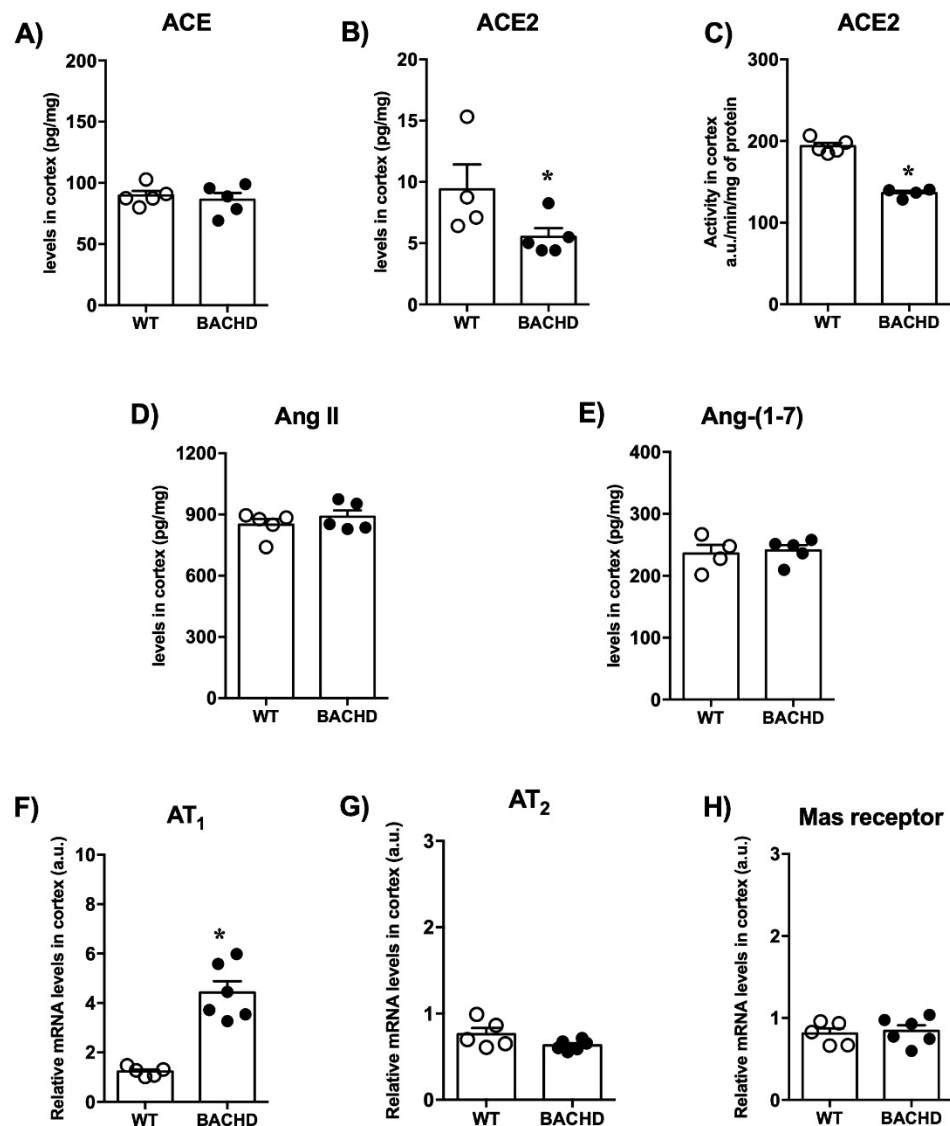 A)
ACE
levels in cortex (pg/mg)
200
150
100
50
0
WT
BACHD
B)
ACE2
levels in cortex (pg/mg)
20
15
10
5
0
*
WT
BACHD
C)
ACE2
Activity in cortex
a.u./min/mg of protein
300
200
100
0
*
WT
BACHD
D)
Ang II
levels in cortex (pg/mg)
1200
900
600
300
0
WT
BACHD
E)
Ang-(1-7)
levels in cortex (pg/mg)
400
300
200
100
0
WT
BACHD
F)
AT₁
Relative mRNA levels in cortex (a.u.)
10
8
6
4
2
0
*
WT
BACHD
G)
AT₂
Relative mRNA levels in cortex (a.u.)
3
2
1
0
WT
BACHD
H)
Mas receptor
Relative mRNA levels in cortex (a.u.)
3
2
1
0
WT
BACHD